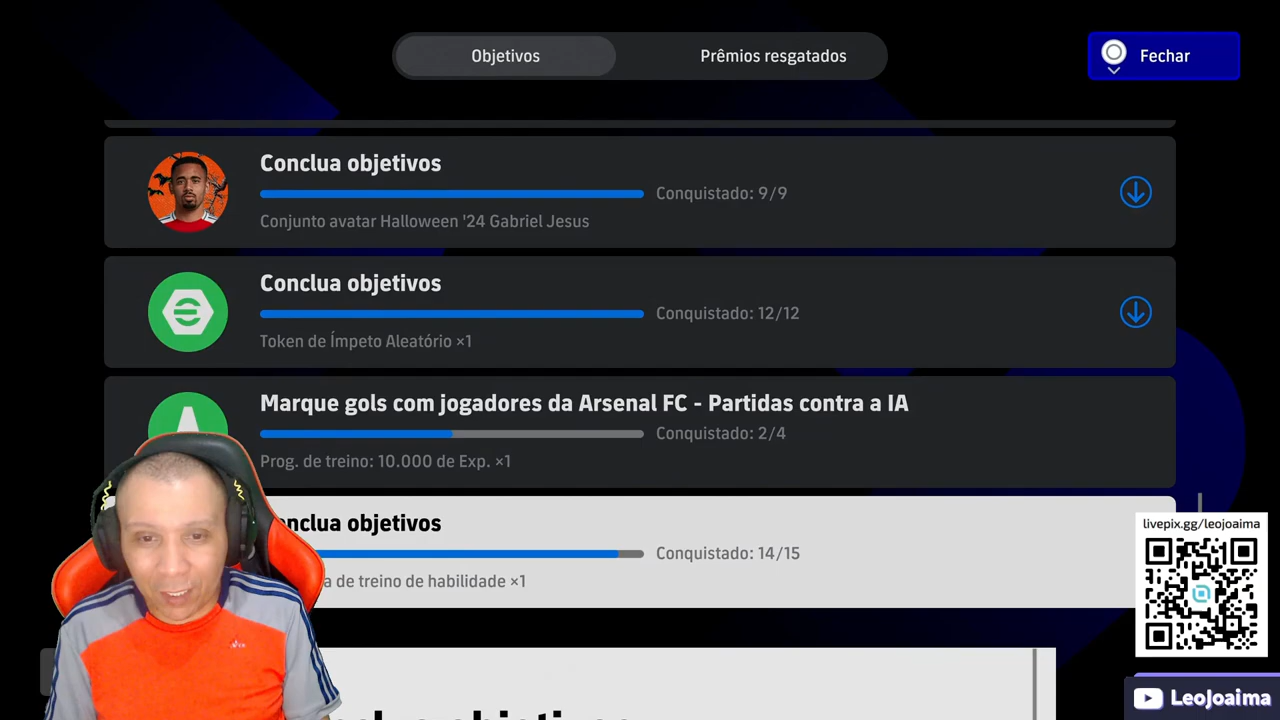 Objetivos
Prêmios resgatados
Fechar
Conclua objetivos
Conquistado: 9/9
Conjunto avatar Halloween '24 Gabriel Jesus
Conclua objetivos
Conquistado: 12/12
Token de Ímpeto Aleatório ×1
Marque gols com jogadores da Arsenal FC - Partidas contra a IA
Conquistado: 2/4
Prog. de treino: 10.000 de Exp. ×1
onclua objetivos
Conquistado: 14/15
a de treino de habilidade ×1
livepix.gg/leojoaima
LeoJoaima